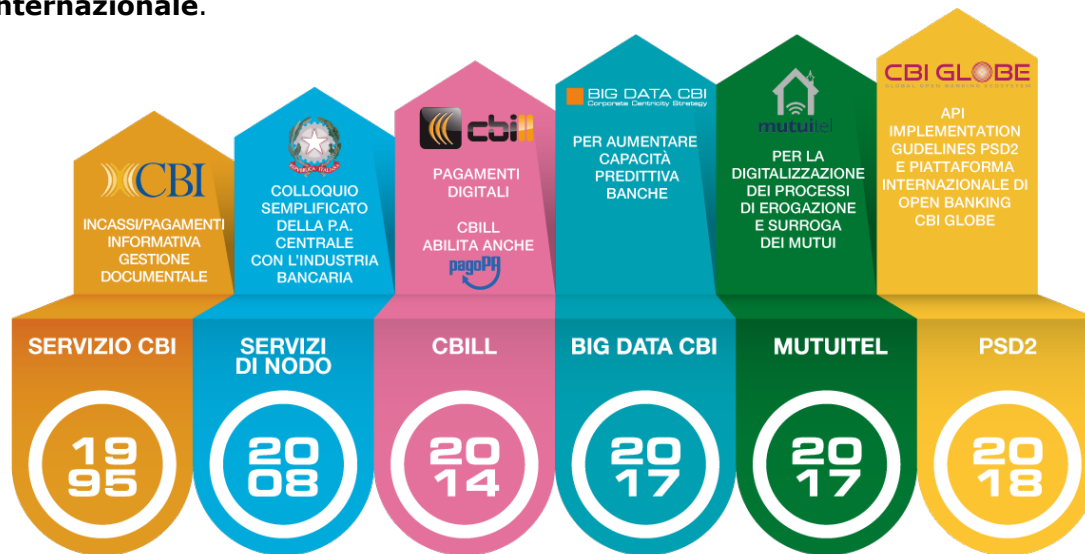 nternazionale.
CBI
INCASSI/PAGAMENTI
INFORMATIVA
GESTIONE
DOCUMENTALE
REPVBBLICA ITALIANA
COLLOQUIO
SEMPLIFICATO
DELLA P.A.
CENTRALE
CON L'INDUSTRIA
BANCARIA
cbill
PAGAMENTI
DIGITALI
CBILL
ABILITA ANCHE
pagoPA
BIG DATA CBI
Corporate Centricity Strategy
PER AUMENTARE
CAPACITÀ
PREDITTIVA
BANCHE
mutuitel
PER LA
DIGITALIZZAZIONE
DEI PROCESSI
DI EROGAZIONE
E SURROGA
DEI MUTUI
CBI GLOBE
GLOBAL OPEN BANKING ECOSYSTEM
API
IMPLEMENTATION
GUDELINES PSD2
E PIATTAFORMA
INTERNAZIONALE DI
OPEN BANKING
CBI GLOBE
SERVIZIO CBI
19
95
SERVIZI
DI NODO
20
08
CBILL
20
14
BIG DATA CBI
20
17
MUTUITEL
20
17
PSD2
20
18